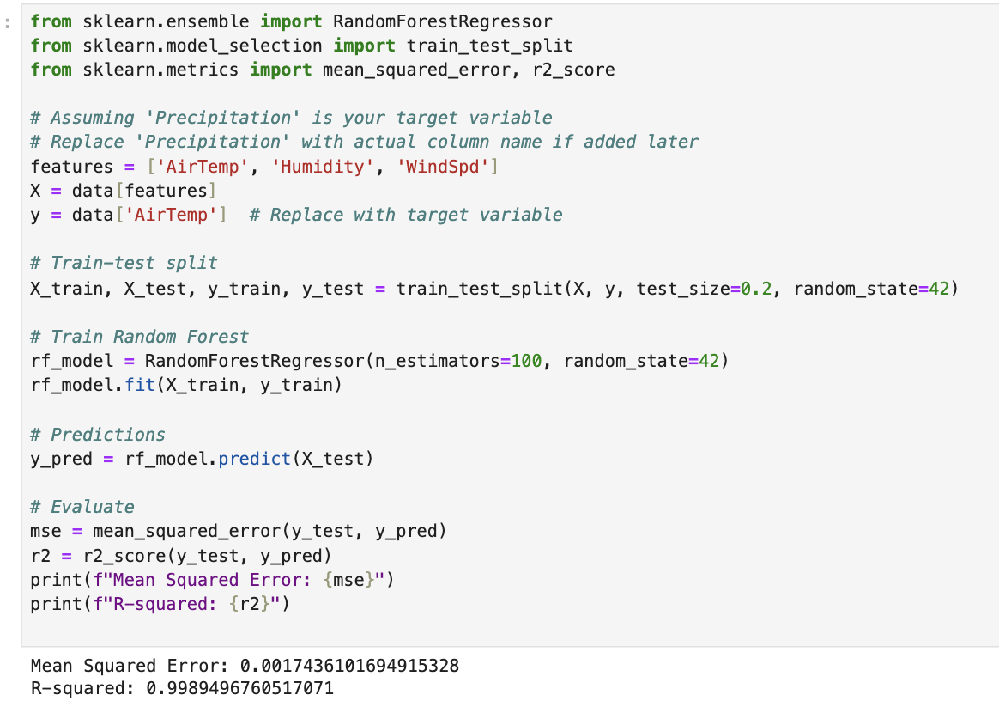 :
from sklearn.ensemble import RandomForestRegressor
from sklearn.model_selection import train_test_split
from sklearn.metrics import mean_squared_error, r2_score
# Assuming 'Precipitation' is your target variable
# Replace 'Precipitation' with actual column name if added later
features = ['AirTemp', 'Humidity', 'WindSpd']
X = data[features]
y = data['AirTemp']  # Replace with target variable
# Train-test split
X_train, X_test, y_train, y_test = train_test_split(X, y, test_size=0.2, random_state=42)
# Train Random Forest
rf_model = RandomForestRegressor(n_estimators=100, random_state=42)
rf_model.fit(X_train, y_train)
# Predictions
y_pred = rf_model.predict(X_test)
# Evaluate
mse = mean_squared_error(y_test, y_pred)
r2 = r2_score(y_test, y_pred)
print(f"Mean Squared Error: {mse}")
print(f"R-squared: {r2}")
Mean Squared Error: 0.0017436101694915328
R-squared: 0.9989496760517071